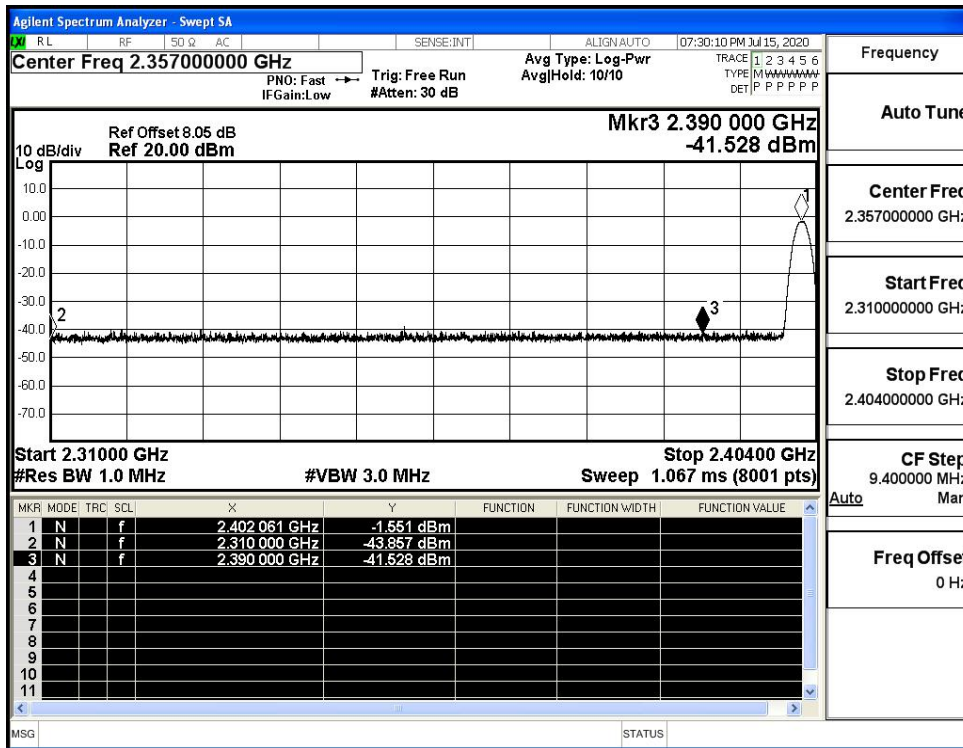 Agilent Spectrum Analyzer - Swept SA
LXI RL RF 50 Ω AC SENSE:INT ALIGNAUTO 07:30:10 PM Jul 15, 2020
Center Freq 2.357000000 GHz
PNO: Fast
IFGain:Low
Trig: Free Run
#Atten: 30 dB
Avg Type: Log-Pwr
Avg|Hold: 10/10
TRACE 1 2 3 4 5 6
TYPE M
DET P P P P P P
Ref Offset 8.05 dB
10 dB/div Ref 20.00 dBm
Log
Mkr3 2.390 000 GHz
-41.528 dBm
10.0
0.00
-10.0
-20.0
-30.0
-40.0
-50.0
-60.0
-70.0
1
2
3
Start 2.31000 GHz Stop 2.40400 GHz
#Res BW 1.0 MHz #VBW 3.0 MHz Sweep 1.067 ms (8001 pts)
MKR MODE TRC SCL X Y FUNCTION FUNCTION WIDTH FUNCTION VALUE
1 N f 2.402 061 GHz -1.551 dBm
2 N f 2.310 000 GHz -43.857 dBm
3 N f 2.390 000 GHz -41.528 dBm
4
5
6
7
8
9
10
11
MSG STATUS
Frequency
Auto Tune
Center Freq
2.357000000 GHz
Start Freq
2.310000000 GHz
Stop Freq
2.404000000 GHz
CF Step
9.400000 MHz
Auto Man
Freq Offset
0 Hz